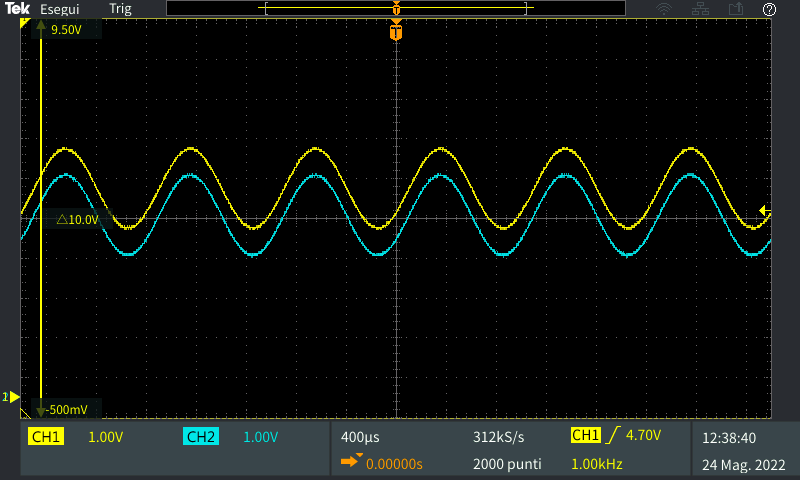 Tek Esegui Trig
T
T
?
9.50V
△10.0V
-500mV
CH1 1.00V CH2 1.00V 400µs 312kS/s CH1 4.70V 12:38:40
0.00000s 2000 punti 1.00kHz 24 Mag. 2022